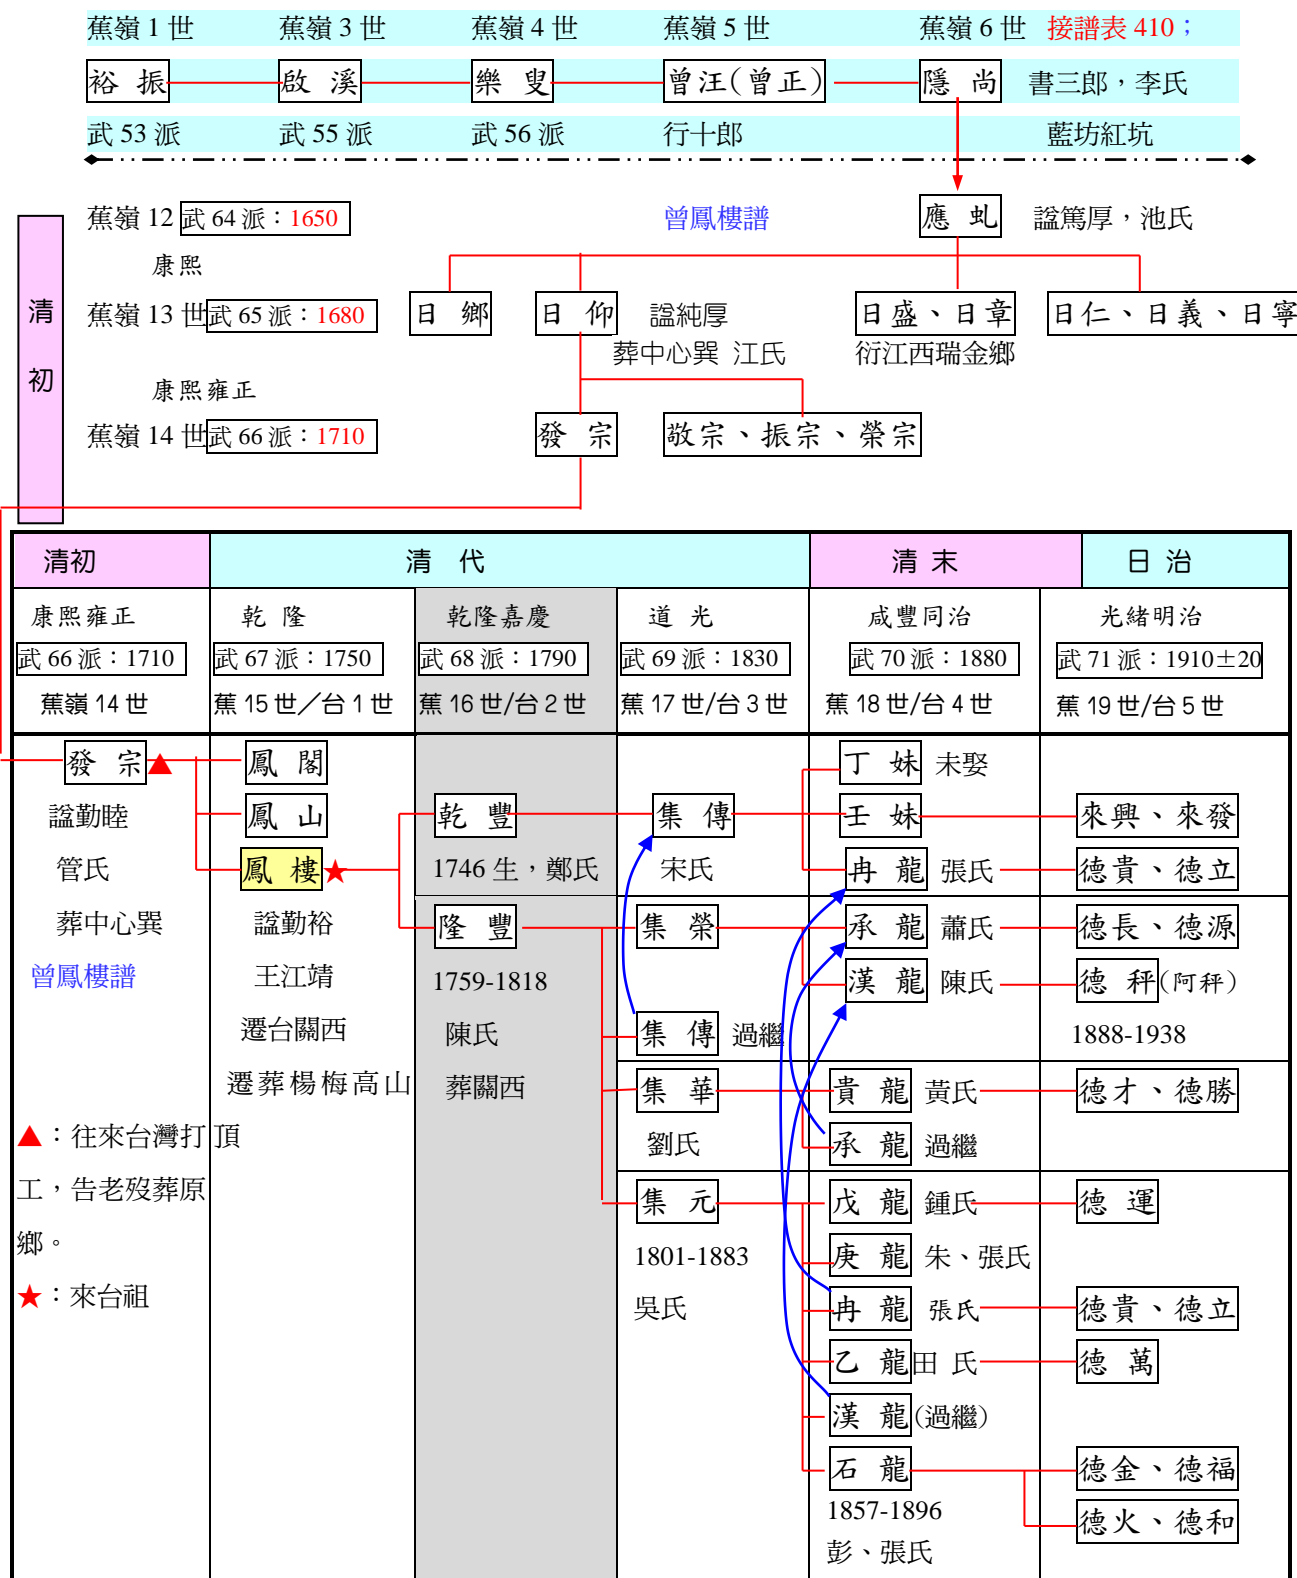 蕉嶺 1 世 蕉嶺 3 世 蕉嶺 4 世 蕉嶺 5 世 蕉嶺 6 世 接譜表 410；
裕 振 啟 溪 樂 叟 曾汪(曾正) 隱 尚 書三郎，李氏
武 53 派 武 55 派 武 56 派 行十郎 藍坊紅坑
蕉嶺 12 武 64 派：1650 曾鳳樓譜 應 虬 諡篤厚，池氏
康熙
蕉嶺 13 世 武 65 派：1680 日 鄉 日 仰 諡純厚 日盛、日章 日仁、日義、日寧
葬中心巽 江氏 衍江西瑞金鄉
康熙雍正
蕉嶺 14 世 武 66 派：1710 發 宗 敬宗、振宗、榮宗
清初
清初 清 代 清 末 日 治
康熙雍正 乾 隆 乾隆嘉慶 道 光 咸豐同治 光緒明治
武 66 派：1710 武 67 派：1750 武 68 派：1790 武 69 派：1830 武 70 派：1880 武 71 派：1910±20
蕉嶺 14 世 蕉 15 世／台 1 世 蕉 16 世/台 2 世 蕉 17 世/台 3 世 蕉 18 世/台 4 世 蕉 19 世/台 5 世
發 宗▲ 鳳 閣 丁 妹 未娶
諡勤睦 鳳 山 乾 豐 集 傳 壬 妹 來興、來發
管氏 鳳 樓★ 1746 生，鄭氏 宋氏 冉 龍 張氏 德貴、德立
葬中心巽 諡勤裕 隆 豐 集 榮 承 龍 蕭氏 德長、德源
曾鳳樓譜 王江靖 1759-1818 漢 龍 陳氏 德 秤(阿秤)
遷台關西 陳氏 集 傳 過繼 1888-1938
遷葬楊梅高山頂 葬關西 集 華 貴 龍 黃氏 德才、德勝
▲：往來台灣打 劉氏 承 龍 過繼
工，告老歿葬原 集 元 戊 龍 鍾氏 德 運
鄉。 1801-1883 庚 龍 朱、張氏
★：來台祖 吳氏 冉 龍 張氏 德貴、德立
乙 龍 田 氏 德 萬
漢 龍(過繼)
石 龍 德金、德福
1857-1896 德火、德和
彭、張氏